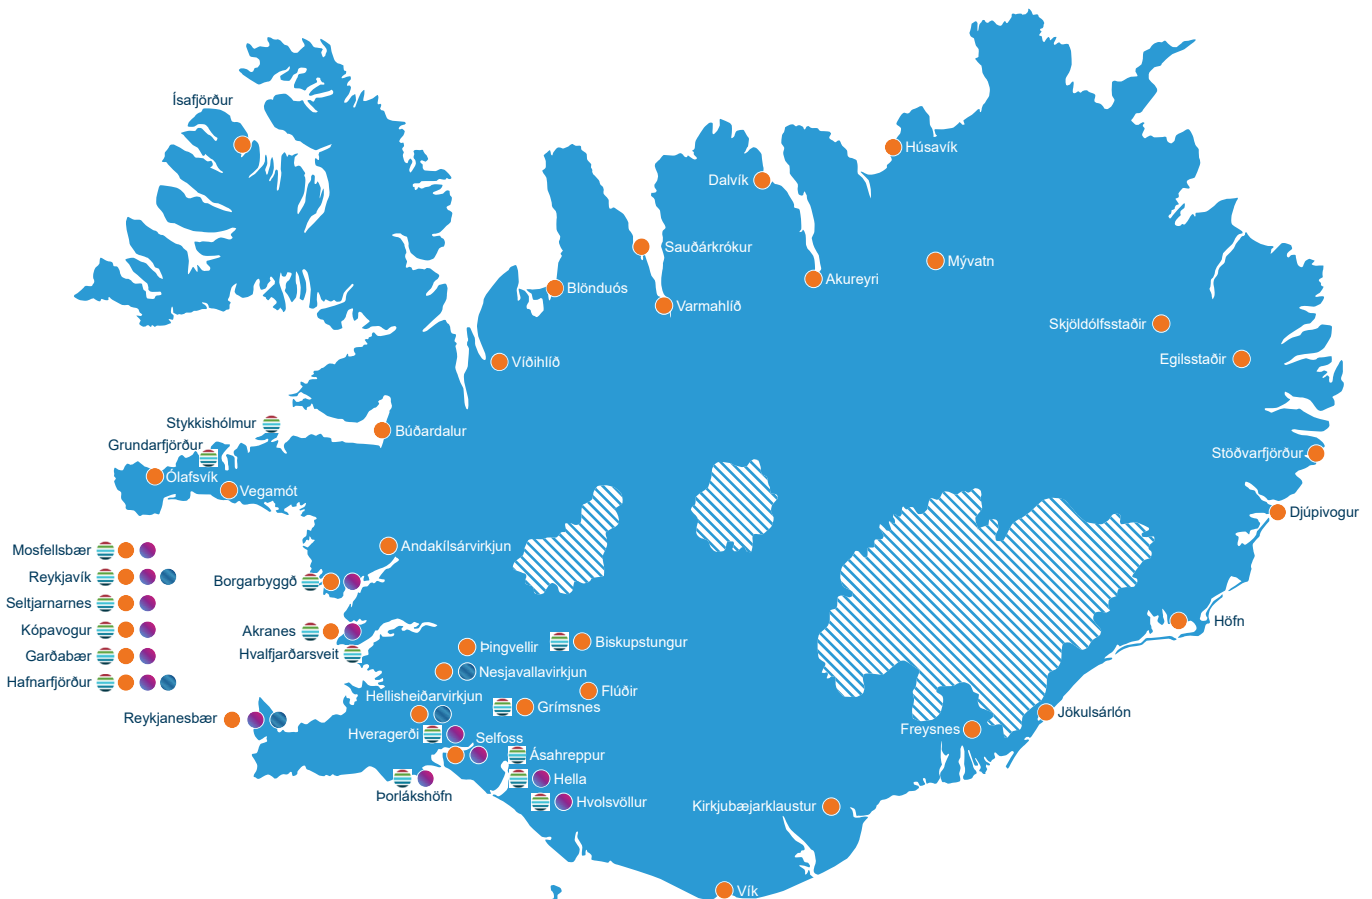 Ísafjörður
Húsavík
Dalvík
Sauðárkrókur
Mývatn
Akureyri
Blönduós
Varmahlíð
Skjöldólfsstaðir
Egilsstaðir
Víðihlíð
Stykkishólmur
Búðardalur
Grundarfjörður
Stöðvarfjörður
Ólafsvík
Vegamót
Djúpivogur
Andakílsárvirkjun
Mosfellsbær
Reykjavík
Borgarbyggð
Seltjarnarnes
Höfn
Kópavogur
Akranes
Biskupstungur
Þingvellir
Hvalfjarðarsveit
Garðabær
Nesjavallavirkjun
Hafnarfjörður
Flúðir
Hellisheiðarvirkjun
Grímsnes
Jökulsárlón
Reykjanesbær
Freysnes
Hveragerði
Selfoss
Ásahreppur
Hella
Þorlákshöfn
Hvolsvöllur
Kirkjubæjarklaustur
Vík